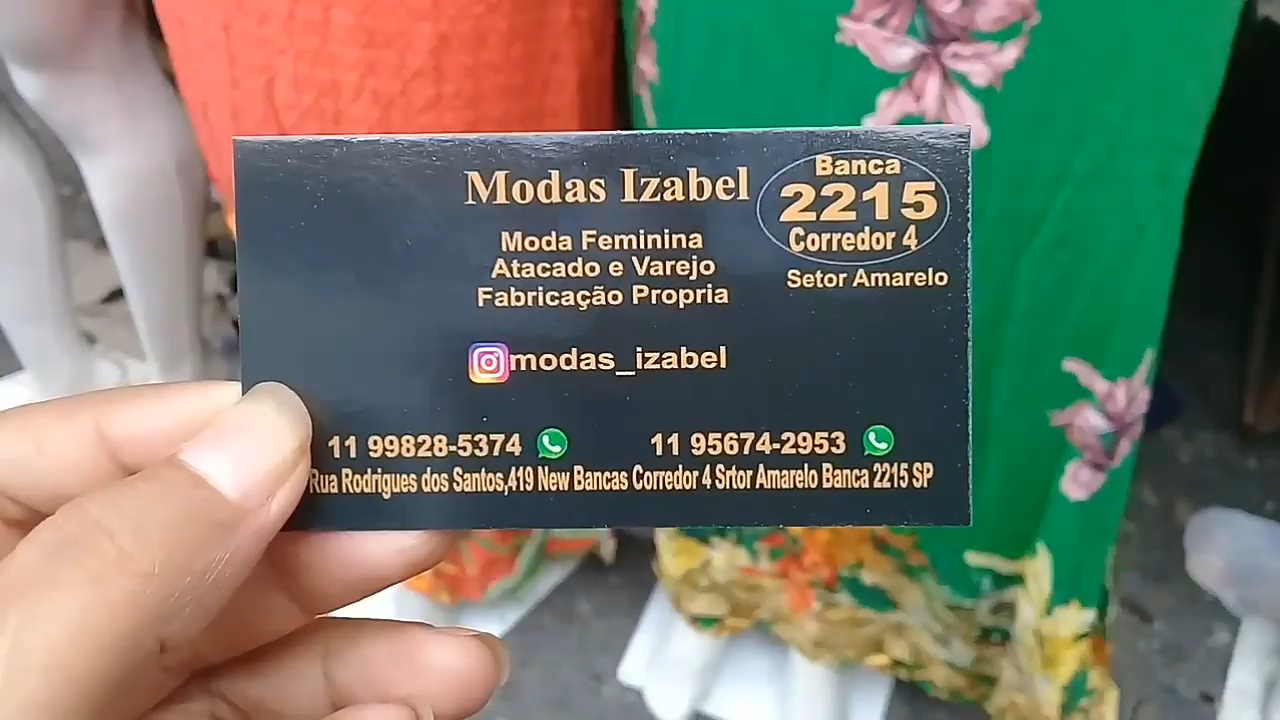 Modas Izabel
Banca
2215
Corredor 4
Setor Amarelo
Moda Feminina
Atacado e Varejo
Fabricação Propria
modas_izabel
11 99828-5374
11 95674-2953
Rua Rodrigues dos Santos,419 New Bancas Corredor 4 Srtor Amarelo Banca 2215 SP